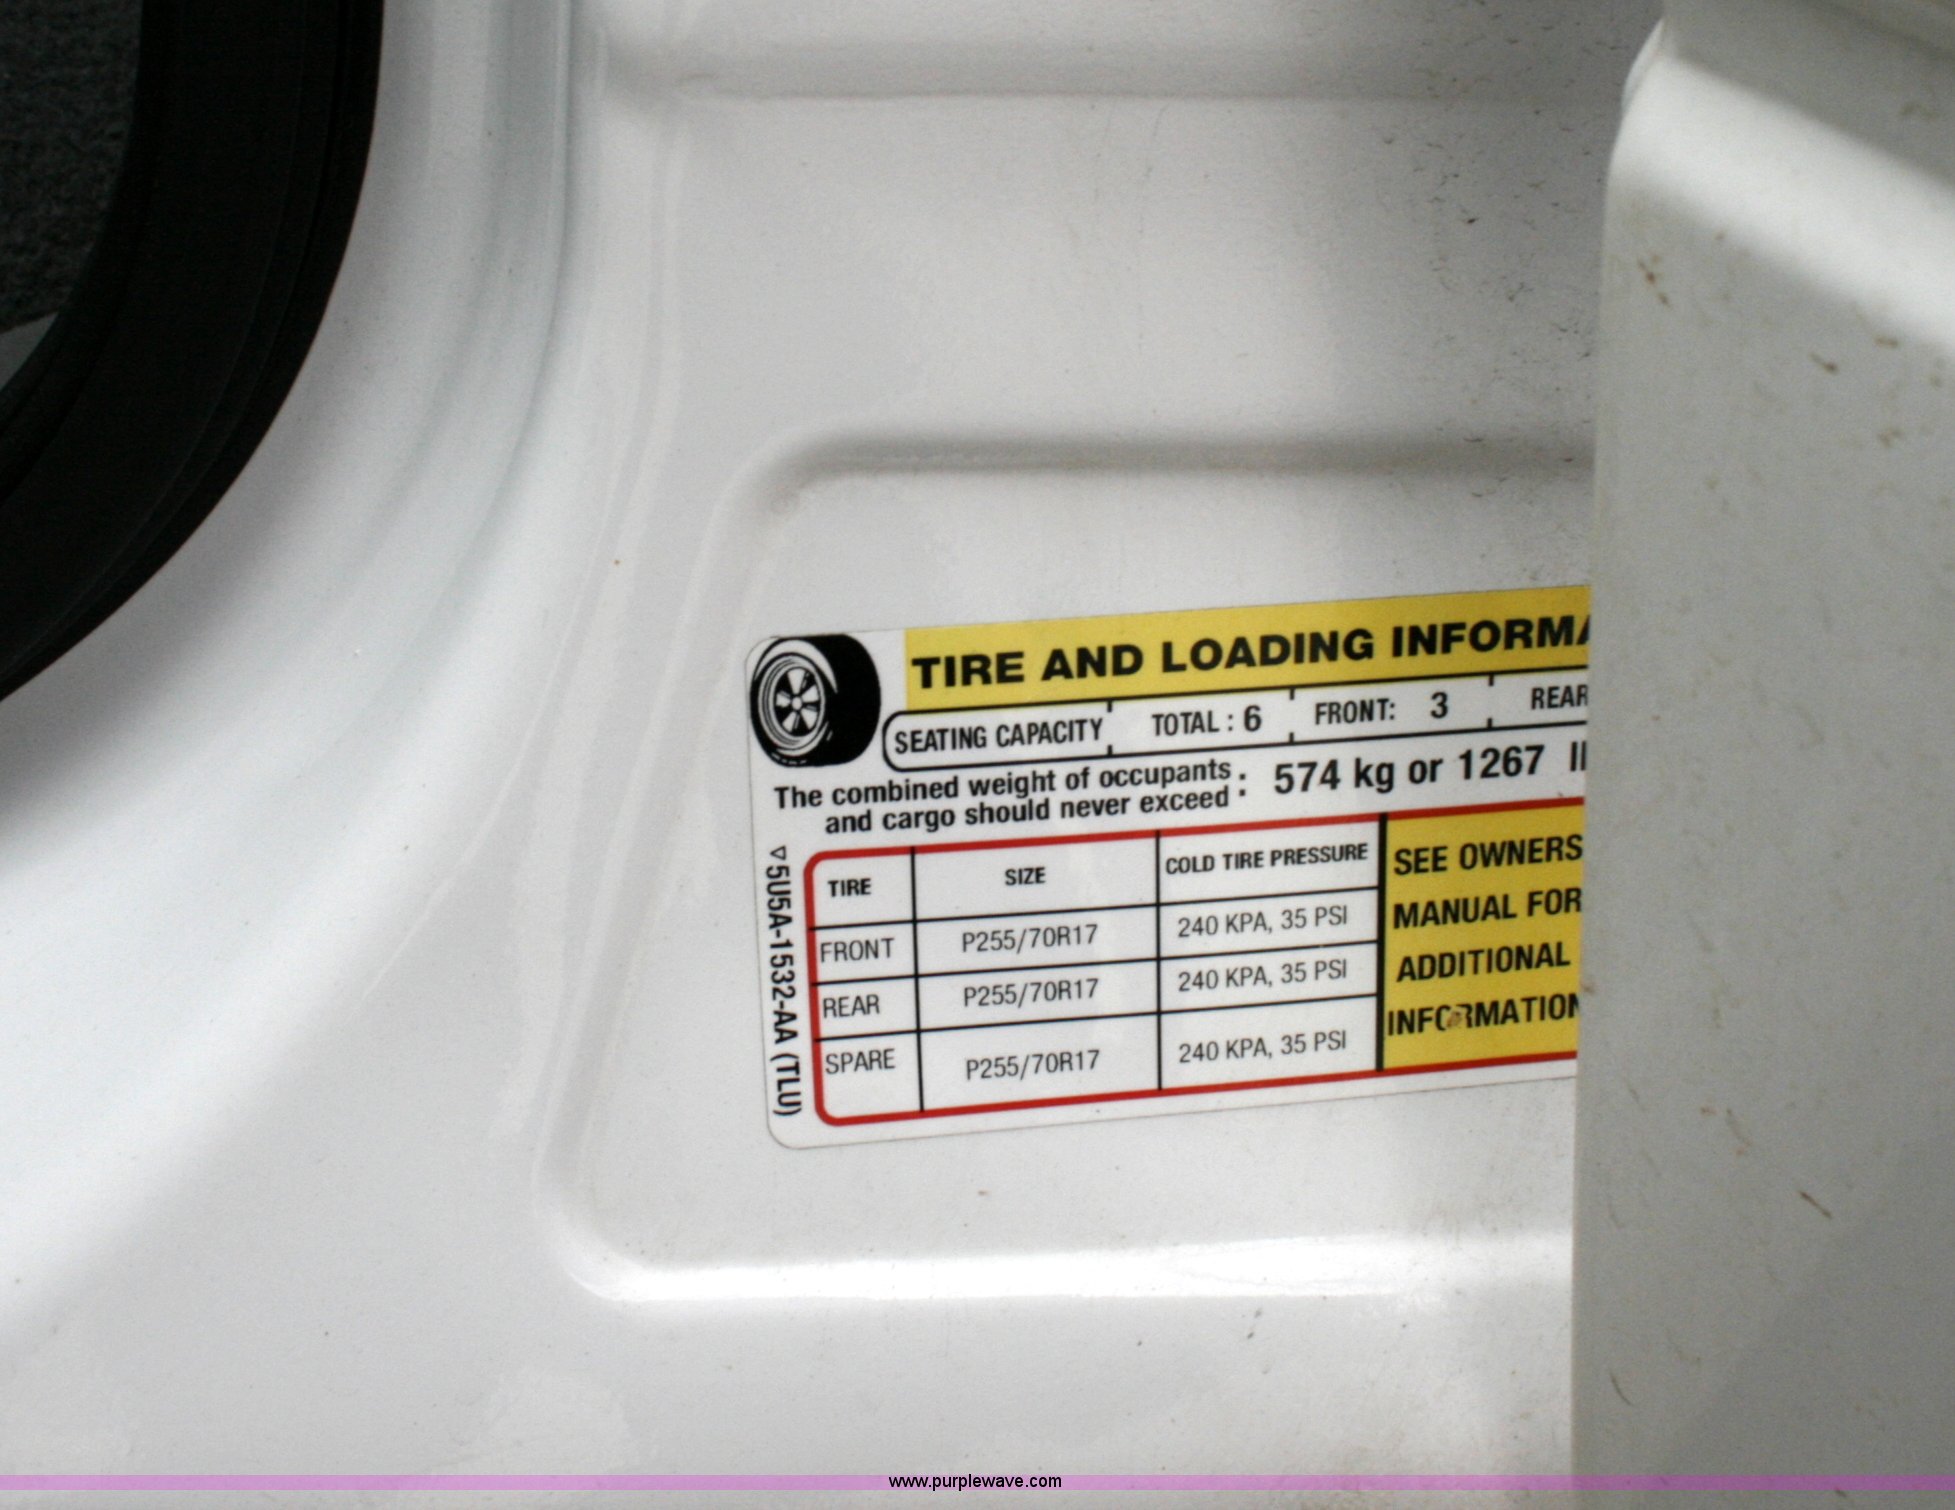 TIRE AND LOADING INFORMA
SEATING CAPACITY TOTAL : 6 FRONT: 3 REAR
The combined weight of occupants : 574 kg or 1267
and cargo should never exceed
▽5U5A-1532-AA (TLU)
TIRE SIZE COLD TIRE PRESSURE
FRONT P255/70R17 240 KPA, 35 PSI
REAR P255/70R17 240 KPA, 35 PSI
SPARE P255/70R17 240 KPA, 35 PSI
SEE OWNERS
MANUAL FOR
ADDITIONAL
INFORMATION
www.purplewave.com